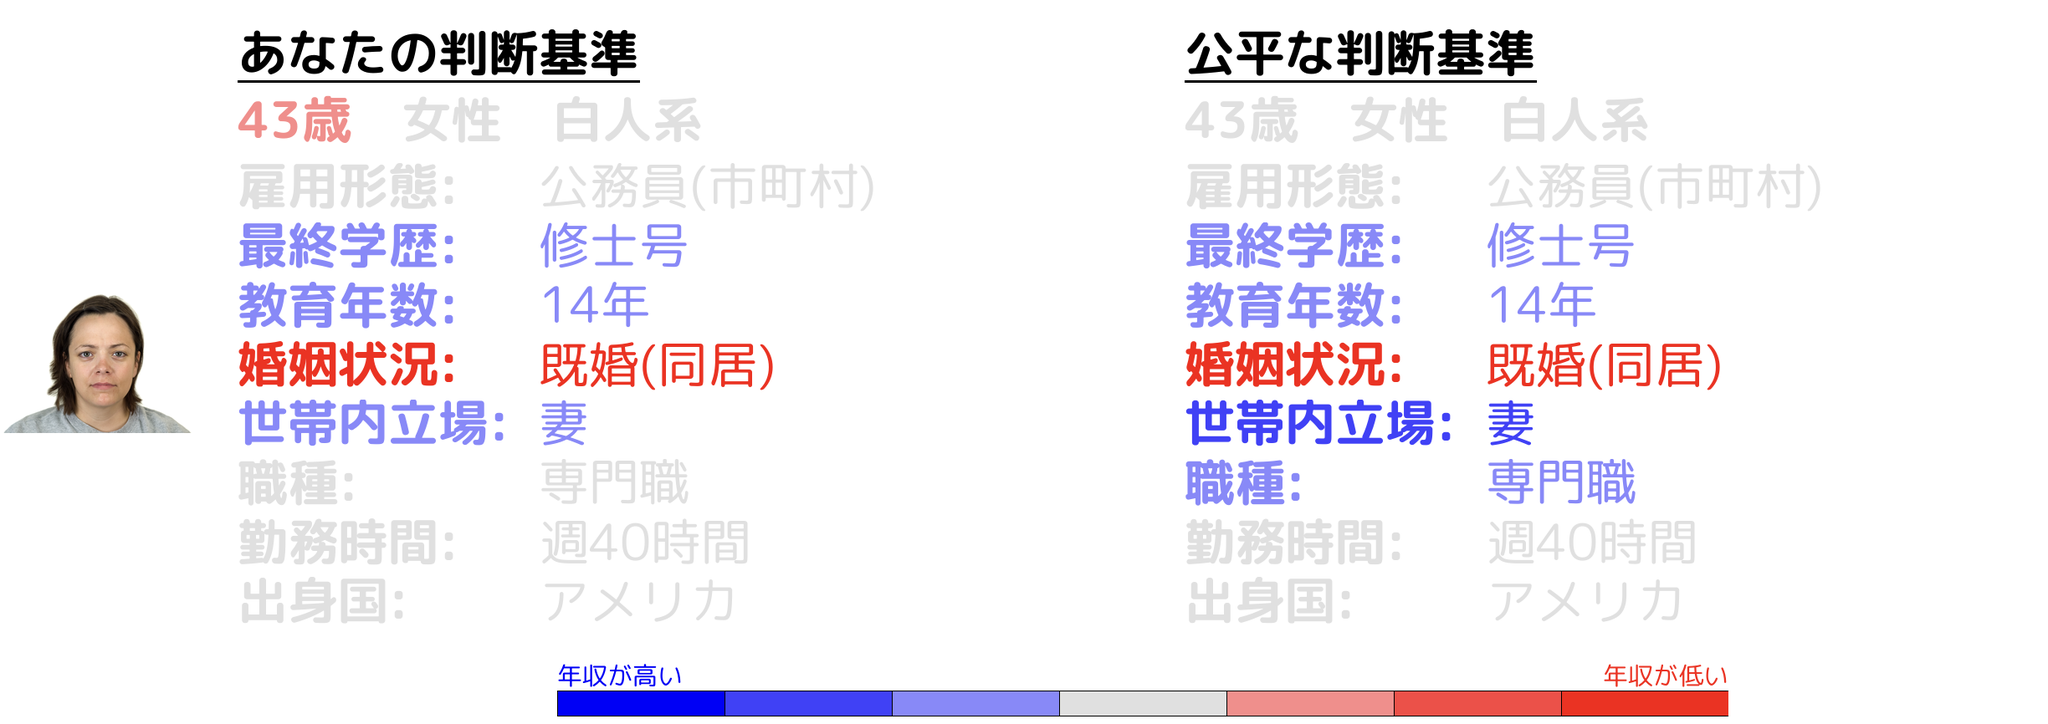 あなたの判断基準
43歳 女性 白人系
雇用形態: 公務員(市町村)
最終学歴: 修士号
教育年数: 14年
婚姻状況: 既婚(同居)
世帯内立場: 妻
職種: 専門職
勤務時間: 週40時間
出身国: アメリカ
公平な判断基準
43歳 女性 白人系
雇用形態: 公務員(市町村)
最終学歴: 修士号
教育年数: 14年
婚姻状況: 既婚(同居)
世帯内立場: 妻
職種: 専門職
勤務時間: 週40時間
出身国: アメリカ
年収が高い
年収が低い